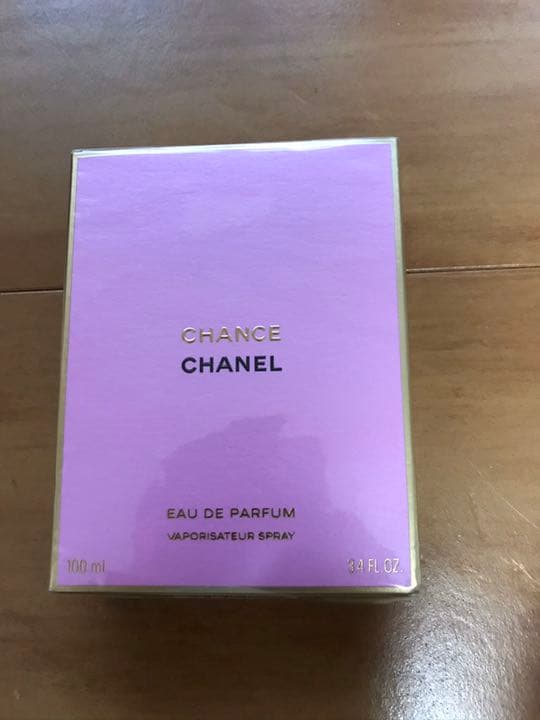 CHANCE
CHANEL
EAU DE PARFUM
VAPORISATEUR SPRAY
100 ml
3.4 FL. OZ.